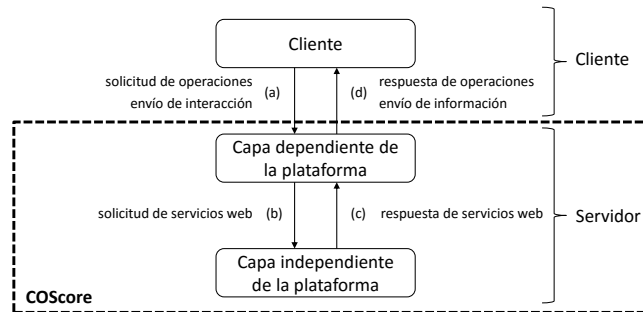 Cliente
Cliente
solicitud de operaciones
envío de interacción
(a)
(d)
respuesta de operaciones
envío de información
Capa dependiente de
la plataforma
Servidor
solicitud de servicios web
(b)
(c)
respuesta de servicios web
Capa independiente
de la plataforma
COScore